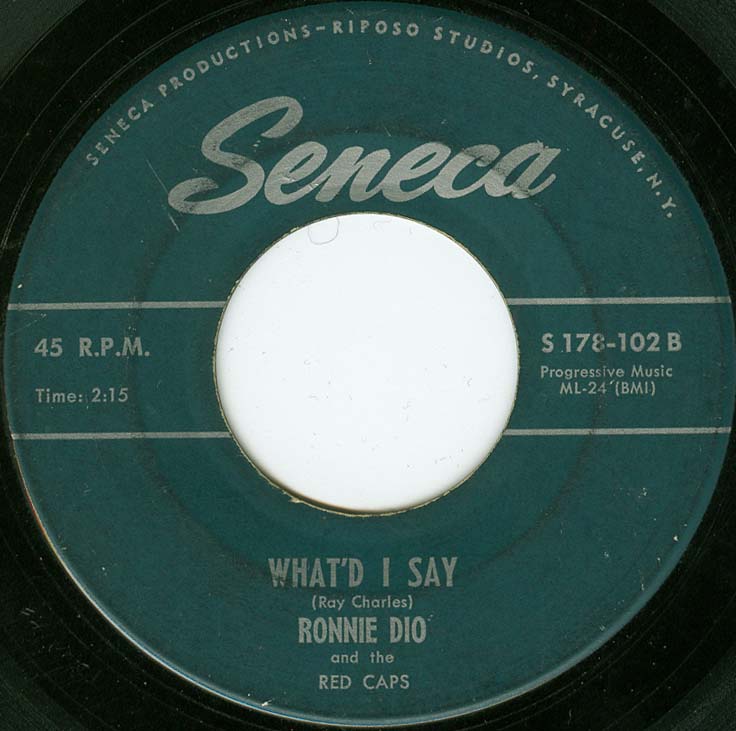 SENECA PRODUCTIONS–RIPOSO STUDIOS, SYRACUSE, N.Y.
Seneca
45 R.P.M.
Time: 2:15
S 178-102 B
Progressive Music
ML-24 (BMI)
WHAT'D I SAY
(Ray Charles)
RONNIE DIO
and the
RED CAPS